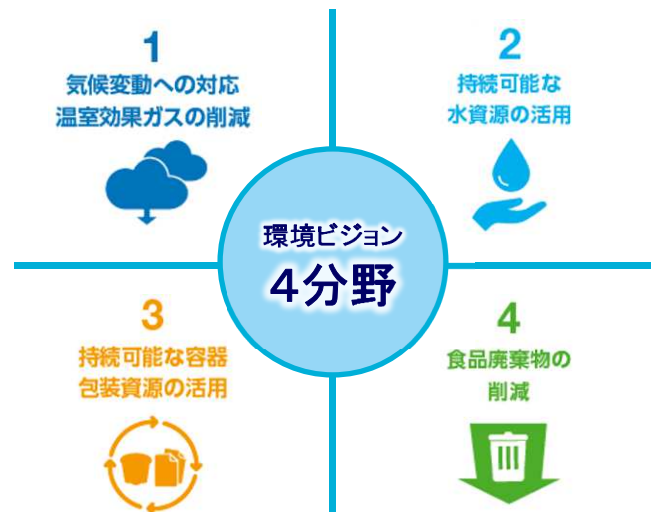 1
気候変動への対応
温室効果ガスの削減
2
持続可能な
水資源の活用
環境ビジョン
4分野
3
持続可能な容器
包装資源の活用
4
食品廃棄物の
削減